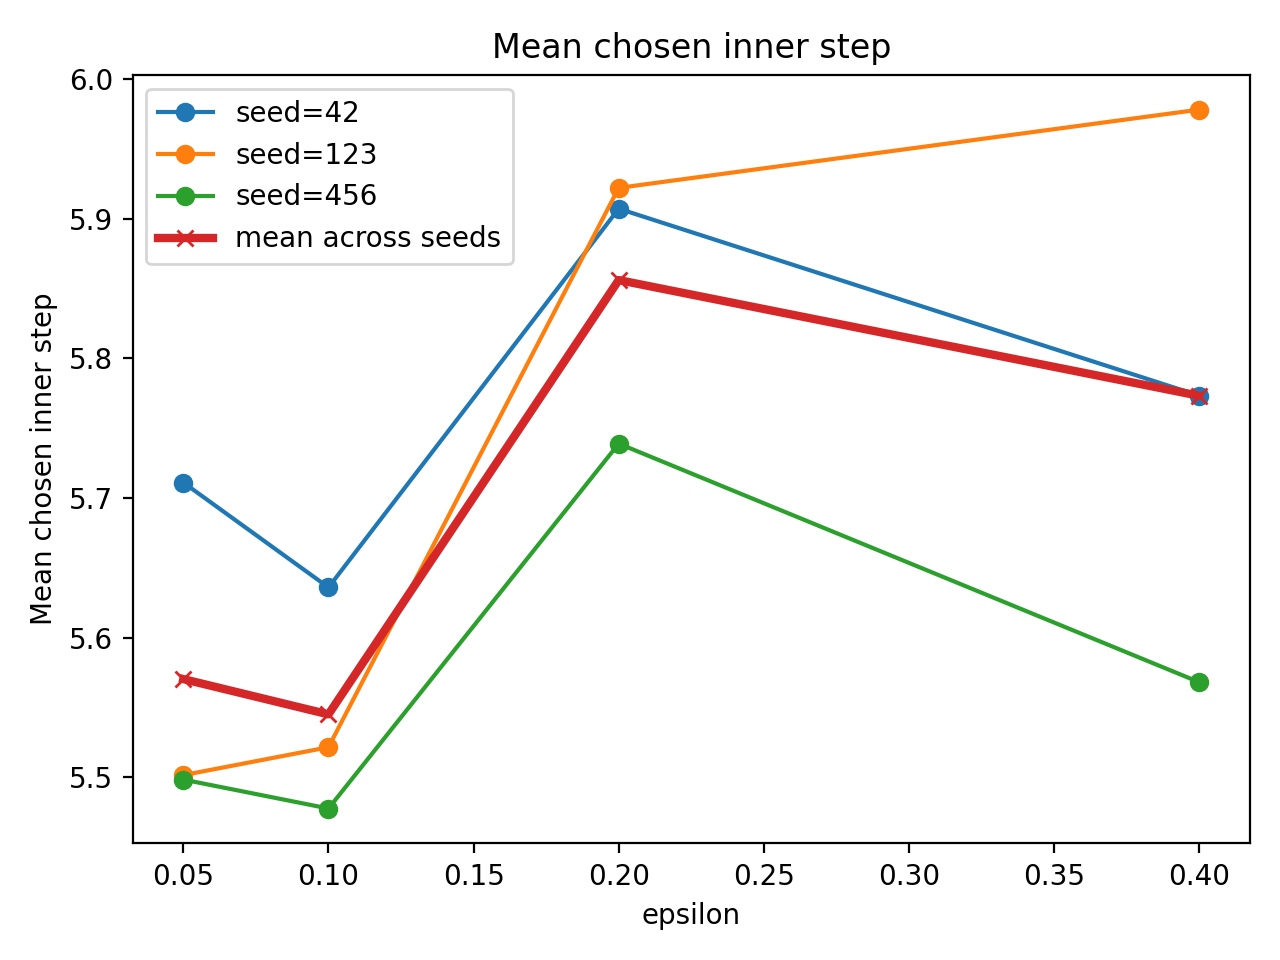 Mean chosen inner step
seed=42
seed=123
seed=456
mean across seeds
Mean chosen inner step
6.0
5.9
5.8
5.7
5.6
5.5
0.05 0.10 0.15 0.20 0.25 0.30 0.35 0.40
epsilon